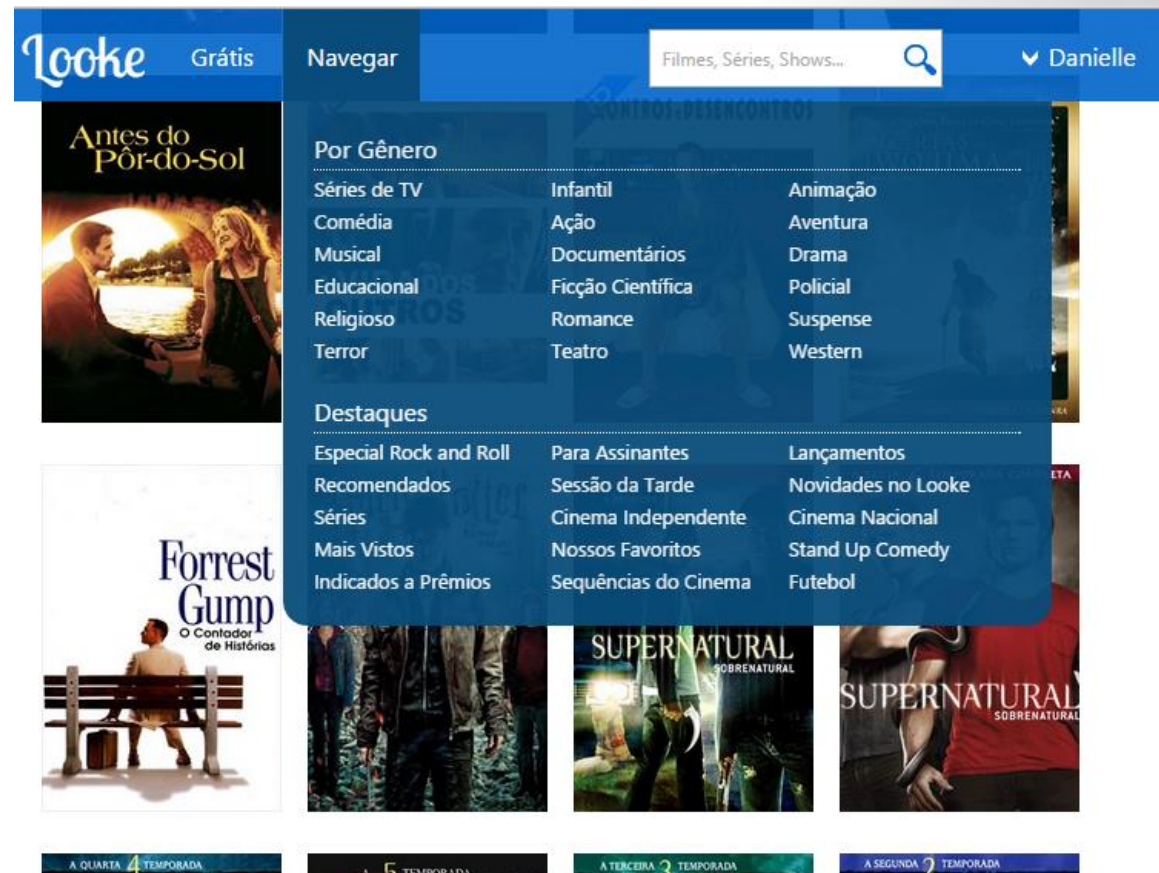 Looke Grátis Navegar Filmes, Séries, Shows... Danielle
CONTROS,DESENCONTROS
Antes do
Pôr-do-Sol
Por Gênero
Séries de TV Infantil Animação
Comédia Ação Aventura
Musical Documentários Drama
Educacional Ficção Científica Policial
Religioso Romance Suspense
Terror Teatro Western
OUTROS
Destaques
Especial Rock and Roll Para Assinantes Lançamentos
Recomendados Sessão da Tarde Novidades no Looke
Séries Cinema Independente Cinema Nacional
Mais Vistos Nossos Favoritos Stand Up Comedy
Indicados a Prêmios Sequências do Cinema Futebol
Forrest
Gump
O Contador
de Histórias
SUPERNATURAL
SOBRENATURAL
SUPERNATURAL
SOBRENATURAL
A QUARTA 4 TEMPORADA
A 5 TEMPORADA
A TERCEIRA 3 TEMPORADA
A SEGUNDA 2 TEMPORADA